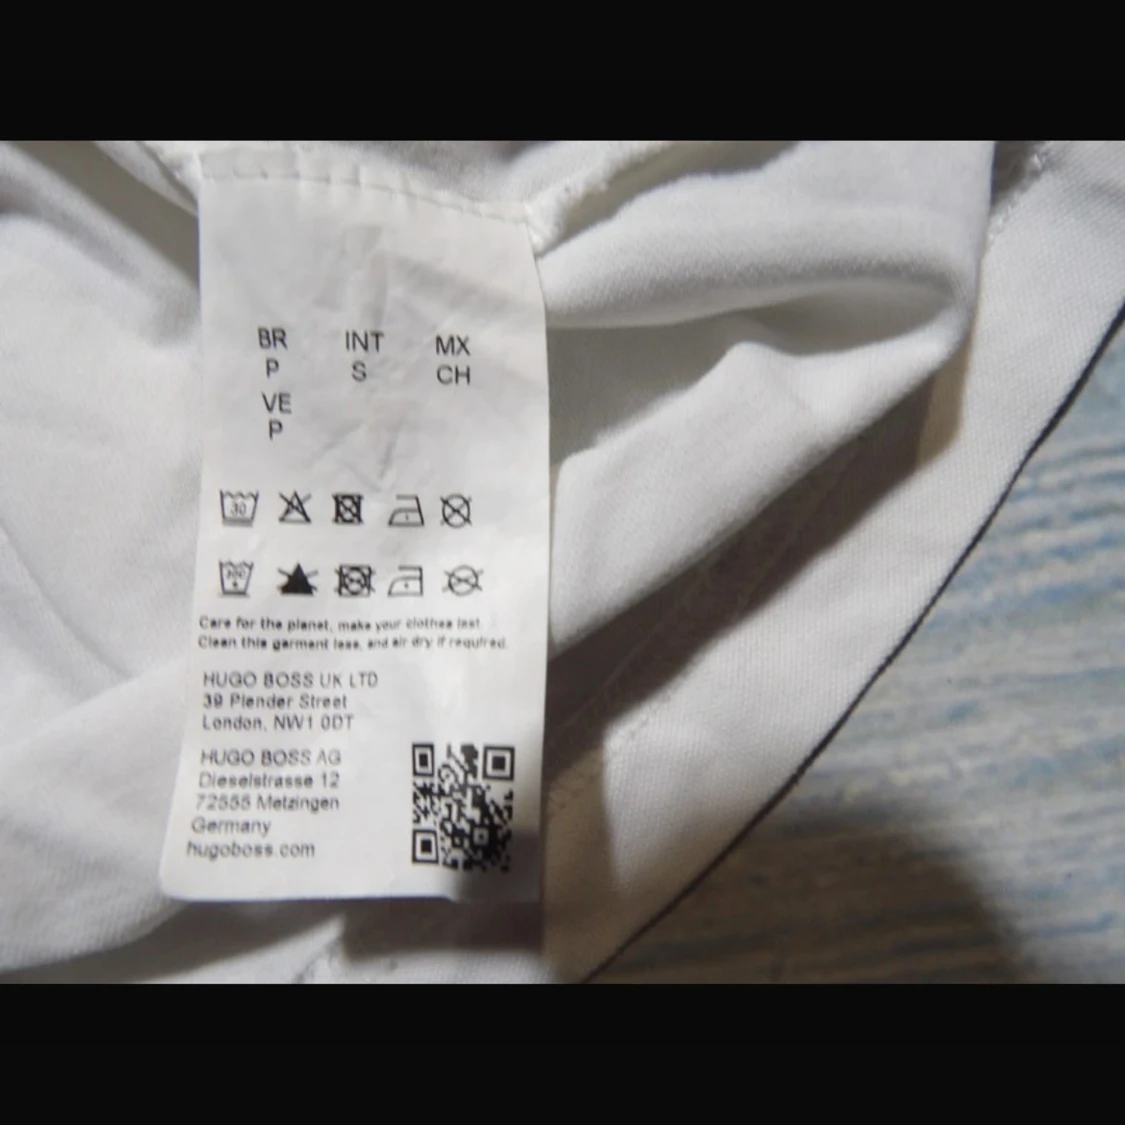 BR INT MX
P S CH
VE
P
30
Care for the planet, make your clothes last.
Clean this garment less, and air dry if required.
HUGO BOSS UK LTD
39 Plender Street
London, NW1 0DT
HUGO BOSS AG
Dieselstrasse 12
72555 Metzingen
Germany
hugoboss.com